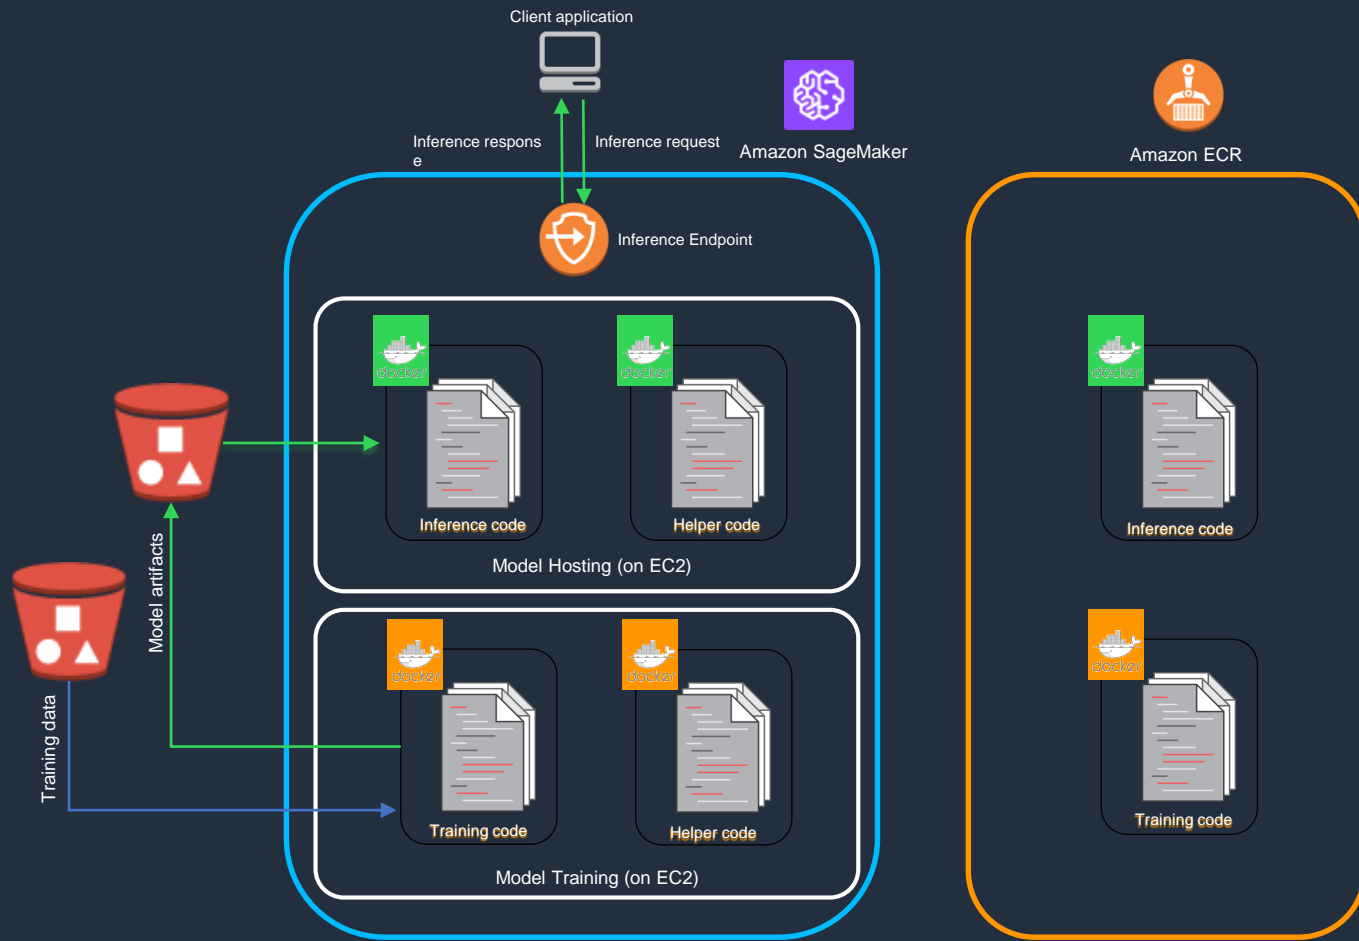 Client application
Inference respons
e
Inference request
Amazon SageMaker
Amazon ECR
Inference Endpoint
docker
docker
docker
Inference code
Helper code
Inference code
Model Hosting (on EC2)
Model artifacts
docker
docker
docker
Training data
Training code
Helper code
Training code
Model Training (on EC2)